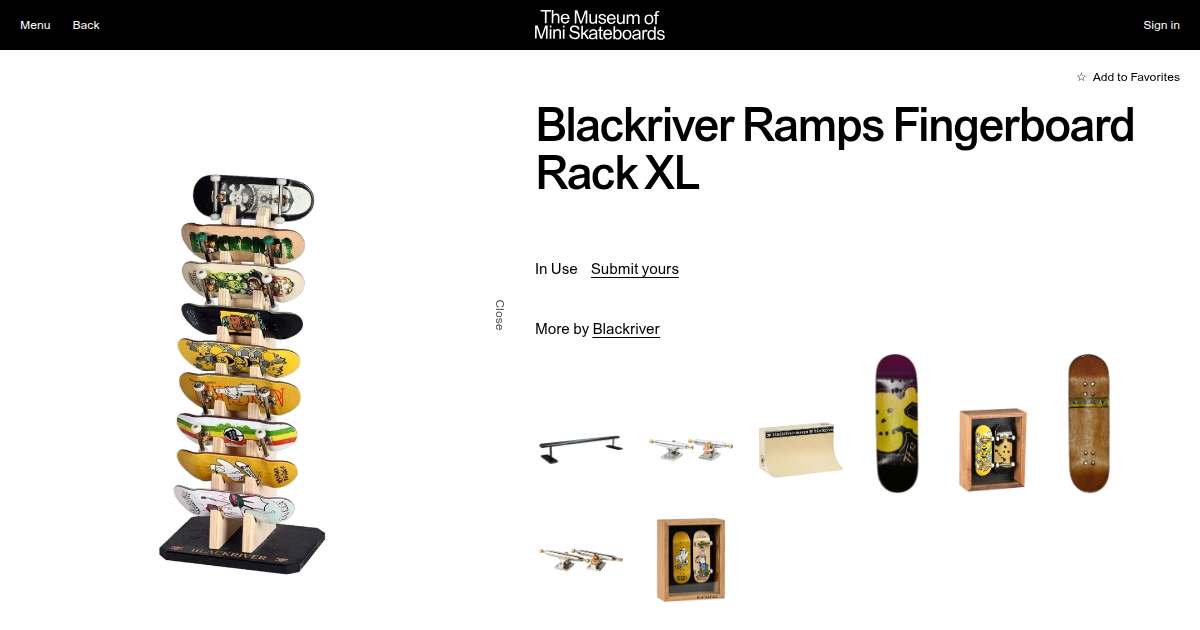 Menu
Back
The Museum of
Mini Skateboards
Sign in
☆ Add to Favorites
Blackriver Ramps Fingerboard
Rack XL
In Use Submit yours
Close
More by Blackriver
BLACKRIVER